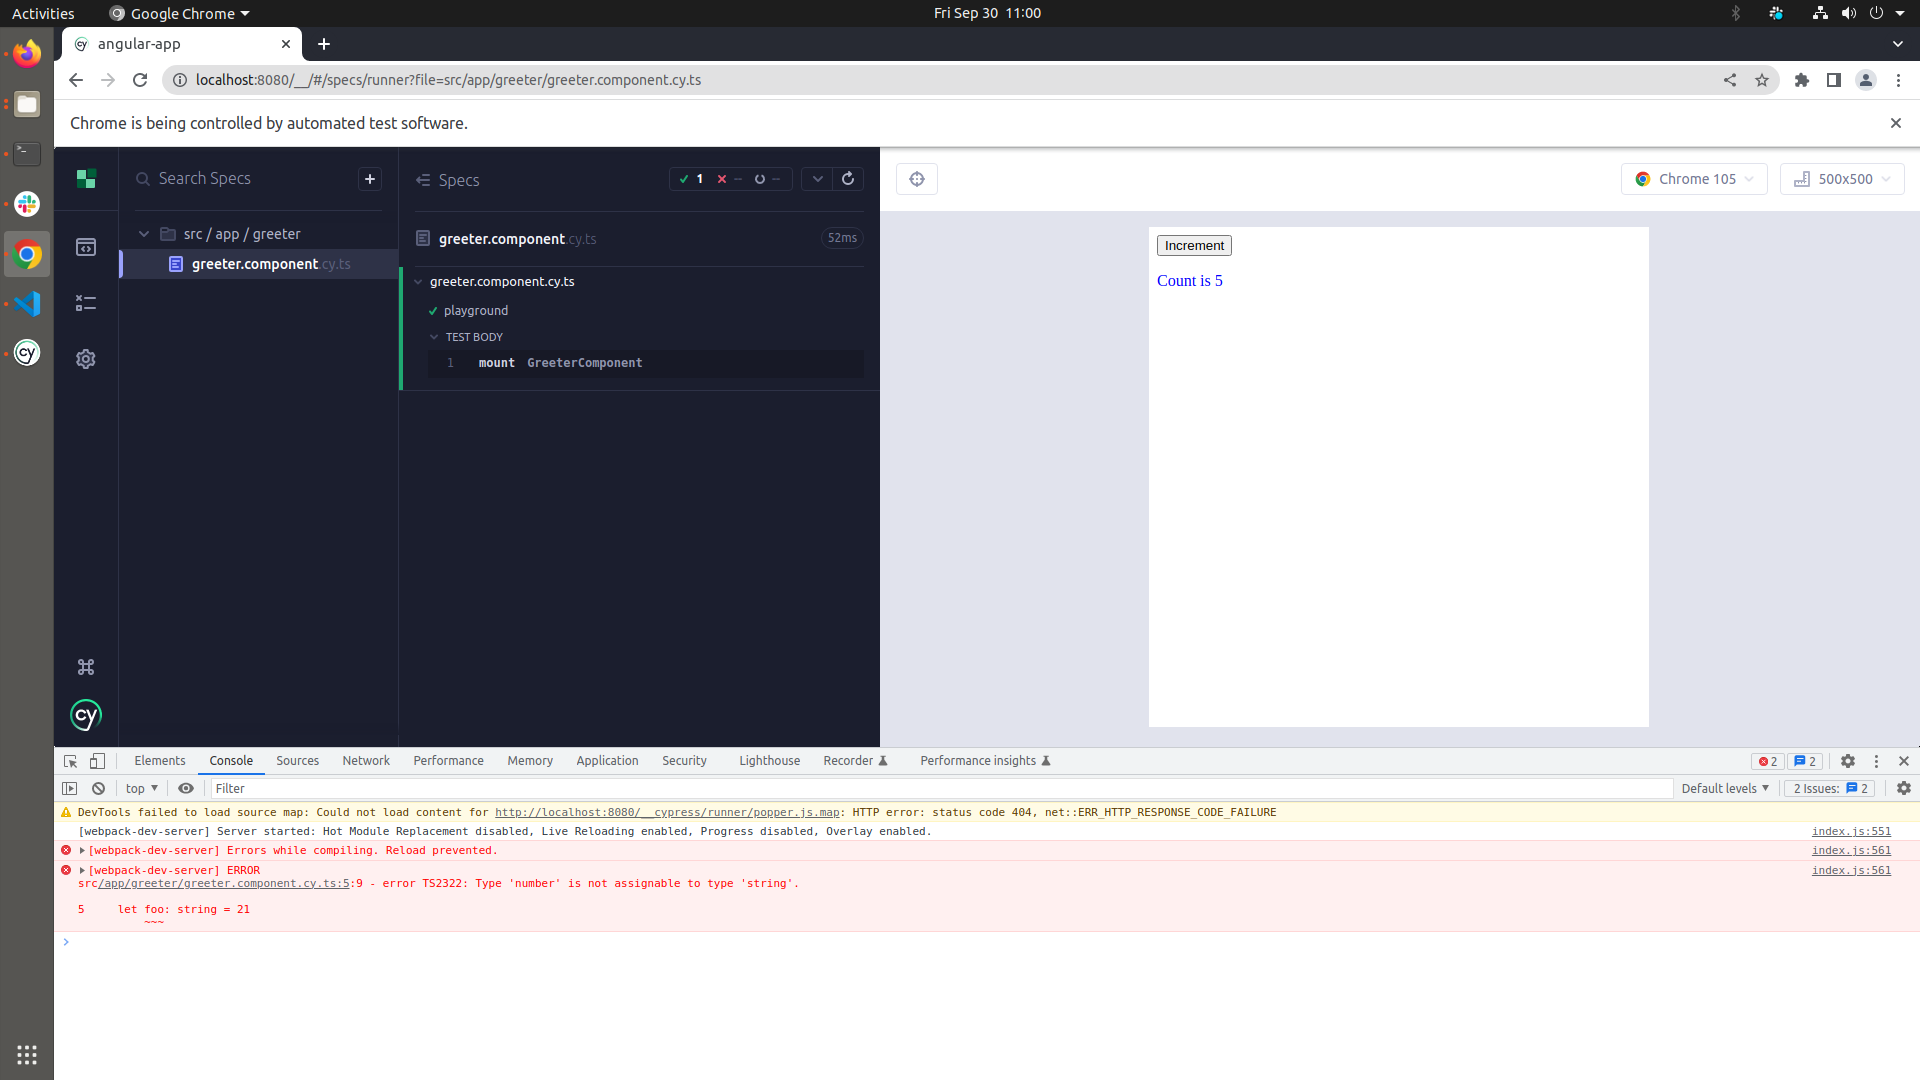 Activities
Google Chrome
Fri Sep 30 11:00
angular-app
localhost:8080/__/#/specs/runner?file=src/app/greeter/greeter.component.cy.ts
Chrome is being controlled by automated test software.
Search Specs
Specs
1
--
--
Chrome 105
500x500
src / app / greeter
greeter.component.cy.ts
greeter.component.cy.ts
52ms
greeter.component.cy.ts
playground
TEST BODY
1 mount GreeterComponent
Increment
Count is 5
cy
Elements Console Sources Network Performance Memory Application Security Lighthouse Recorder Performance insights
2
2
top
Filter
Default levels
2 Issues: 2
DevTools failed to load source map: Could not load content for http://localhost:8080/__cypress/runner/popper.js.map: HTTP error: status code 404, net::ERR_HTTP_RESPONSE_CODE_FAILURE
[webpack-dev-server] Server started: Hot Module Replacement disabled, Live Reloading enabled, Progress disabled, Overlay enabled. index.js:551
[webpack-dev-server] Errors while compiling. Reload prevented. index.js:561
[webpack-dev-server] ERROR index.js:561
src/app/greeter/greeter.component.cy.ts:5:9 - error TS2322: Type 'number' is not assignable to type 'string'.
5 let foo: string = 21
~~~